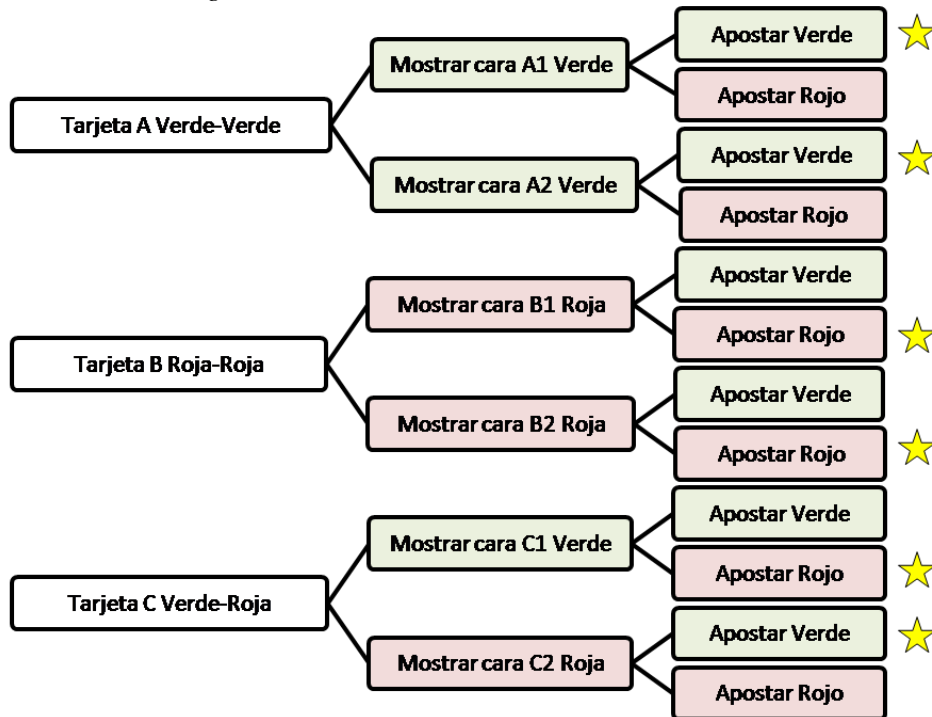 Tarjeta A Verde-Verde
Mostrar cara A1 Verde
Apostar Verde
Apostar Rojo
Mostrar cara A2 Verde
Apostar Verde
Apostar Rojo
Tarjeta B Roja-Roja
Mostrar cara B1 Roja
Apostar Verde
Apostar Rojo
Mostrar cara B2 Roja
Apostar Verde
Apostar Rojo
Tarjeta C Verde-Roja
Mostrar cara C1 Verde
Apostar Verde
Apostar Rojo
Mostrar cara C2 Roja
Apostar Verde
Apostar Rojo